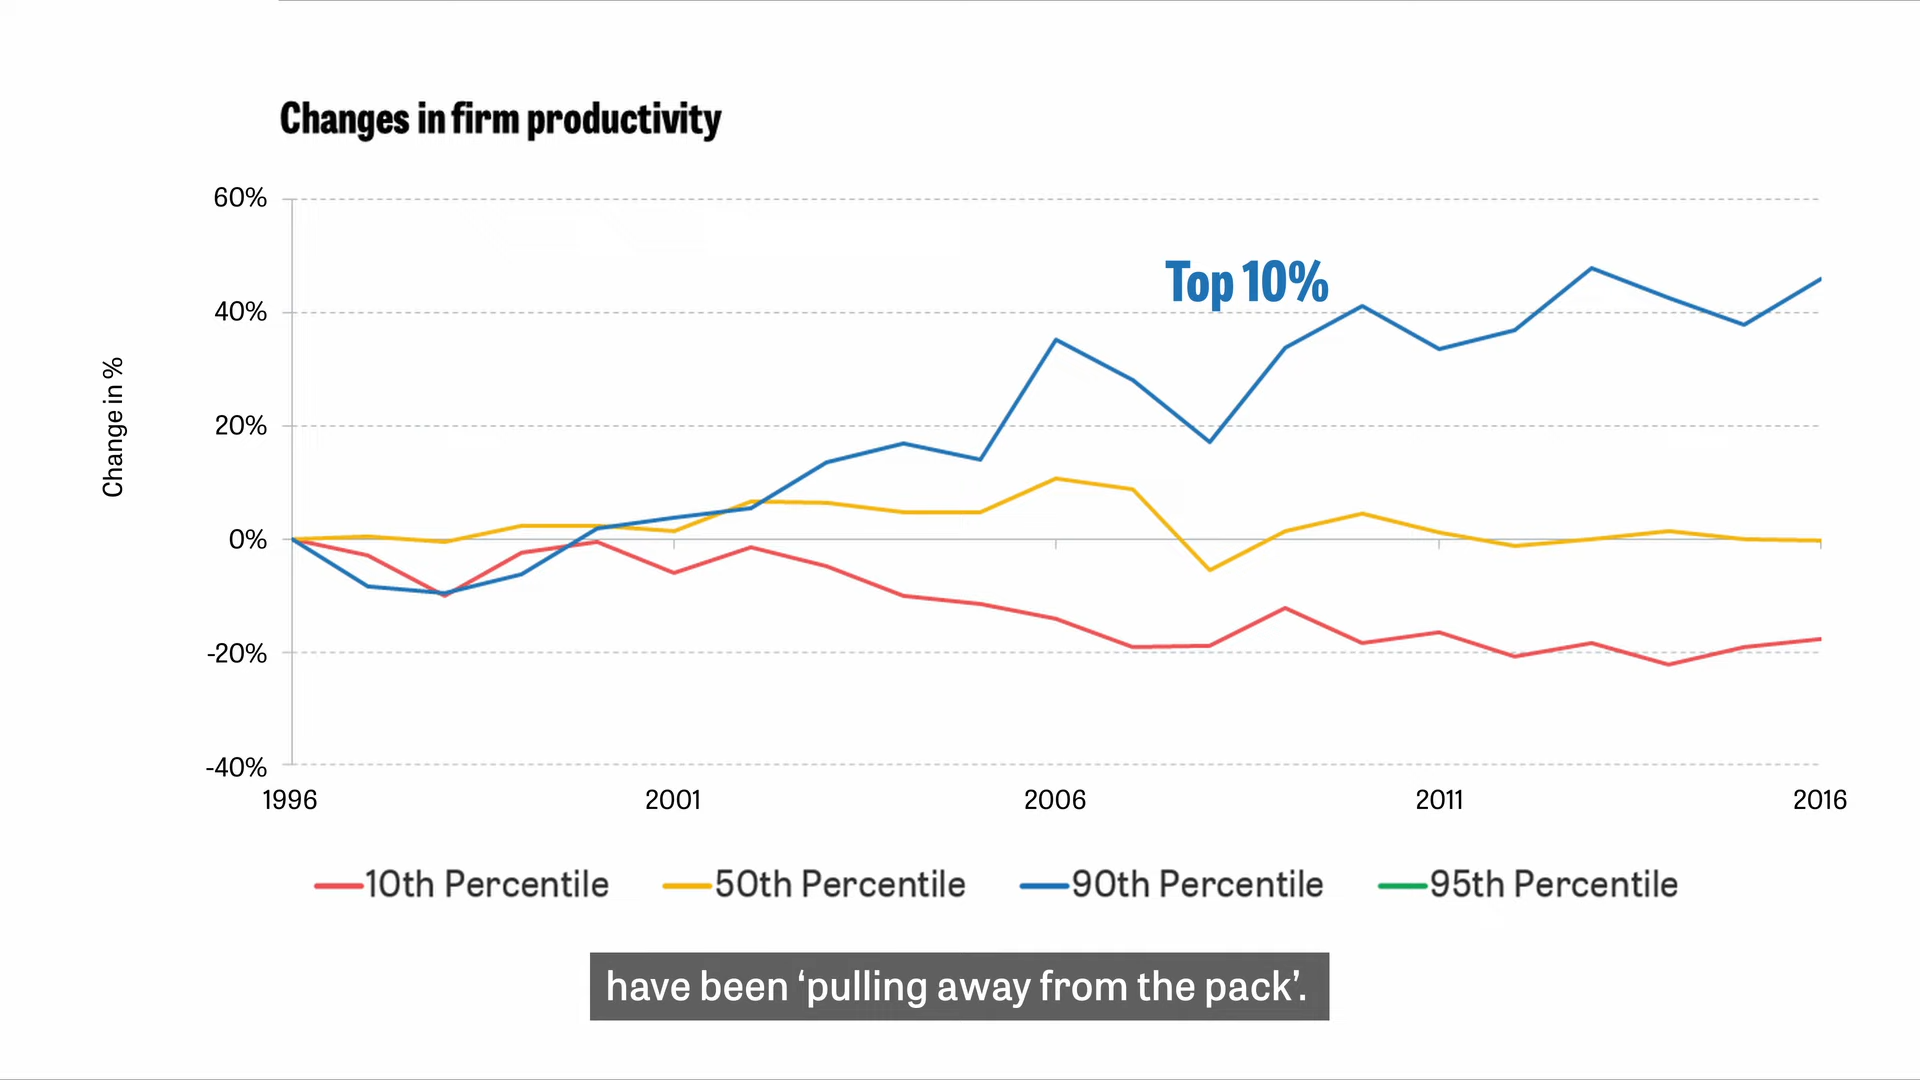 Changes in firm productivity
60%
Top 10%
40%
Change in %
20%
0%
-20%
-40%
1996 2001 2006 2011 2016
10th Percentile 50th Percentile 90th Percentile 95th Percentile
have been ‘pulling away from the pack’.